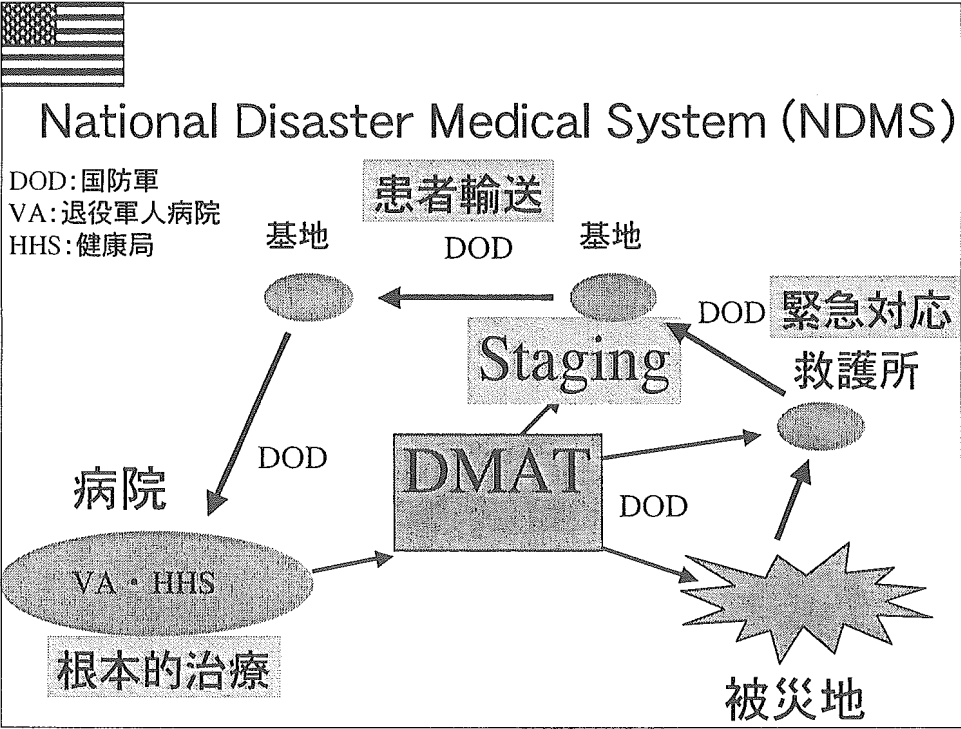 National Disaster Medical System (NDMS)
DOD:国防軍
VA:退役軍人病院
HHS:健康局
患者輸送
基地
DOD
基地
DOD
緊急対応
Staging
救護所
DOD
DMAT
DOD
病院
VA・HHS
根本的治療
被災地